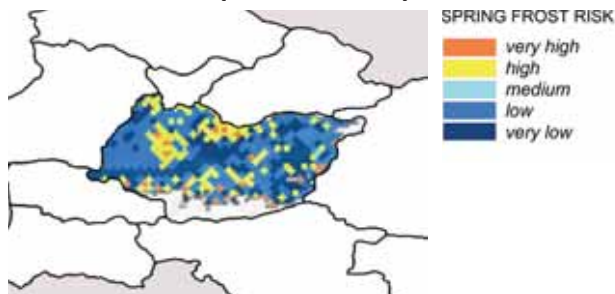 SPRING FROST RISK
very high
high
medium
low
very low